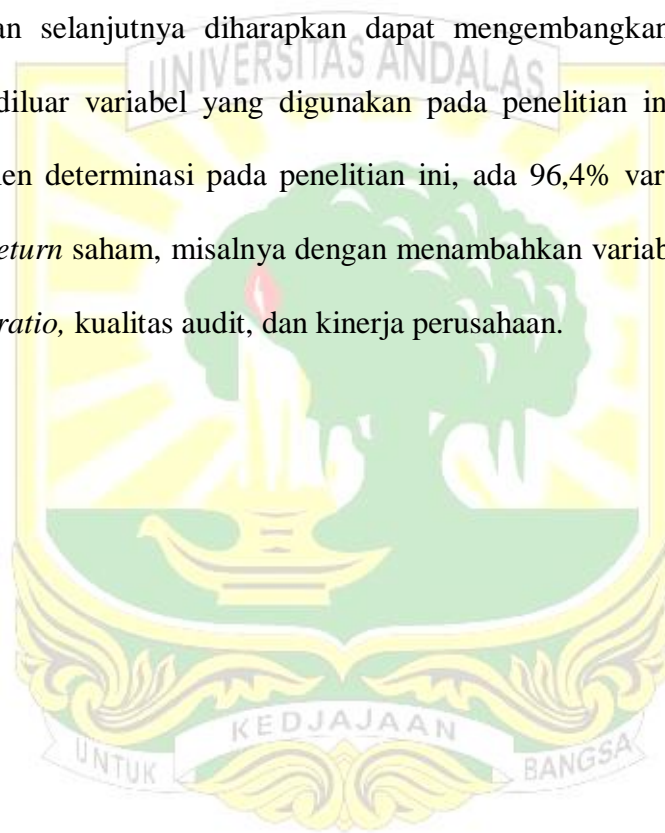 an selanjutnya diharapkan dapat mengembangkan
diluar variabel yang digunakan pada penelitian in
en determinasi pada penelitian ini, ada 96,4% var
eturn saham, misalnya dengan menambahkan variab
ratio, kualitas audit, dan kinerja perusahaan.
UNIVERSITAS ANDALAS
KEDJAJAAN
UNTUK BANGSA